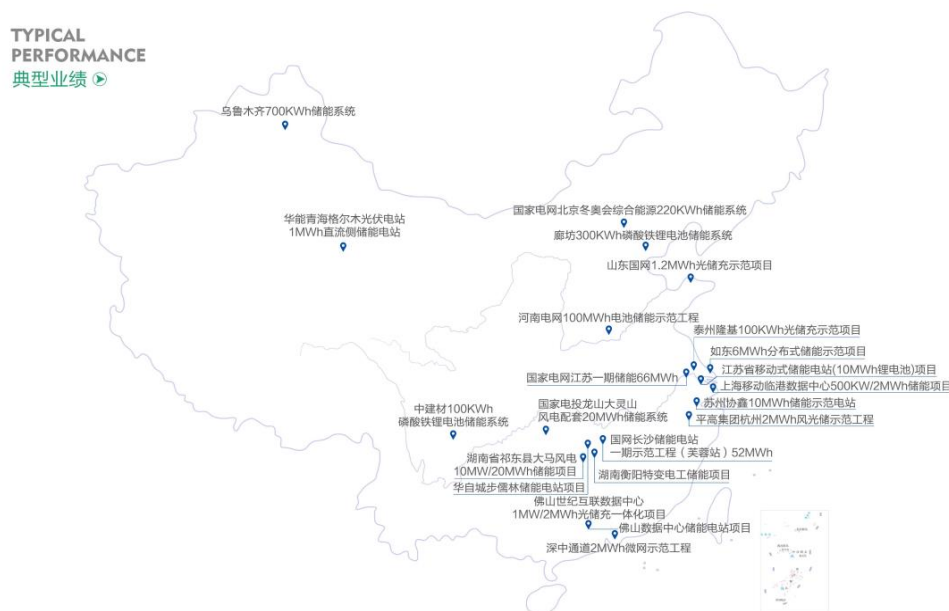 TYPICAL
PERFORMANCE
典型业绩
乌鲁木齐700KWh储能系统
华能青海格尔木光伏电站
1MWh直流侧储能电站
国家电网北京冬奥会综合能源220KWh储能系统
廊坊300KWh磷酸铁锂电池储能系统
山东国网1.2MWh光储充示范项目
河南电网100MWh电池储能示范工程
泰州隆基100KWh光储充示范项目
如东6MWh分布式储能示范项目
国家电网江苏一期储能66MWh
江苏省移动式储能电站(10MWh锂电池)项目
上海移动临港数据中心500KW/2MWh储能项目
苏州协鑫10MWh储能示范电站
平高集团杭州2MWh风光储示范工程
中建材100KWh
磷酸铁锂电池储能系统
国家电投龙山大灵山
风电配套20MWh储能系统
国网长沙储能电站
一期示范工程（芙蓉站）52MWh
湖南省祁东县大马风电
10MW/20MWh储能项目
湖南衡阳特变电工储能项目
华自城步儒林储能电站项目
佛山世纪互联数据中心
1MW/2MWh光储充一体化项目
佛山数据中心储能电站项目
深中通道2MWh微网示范工程